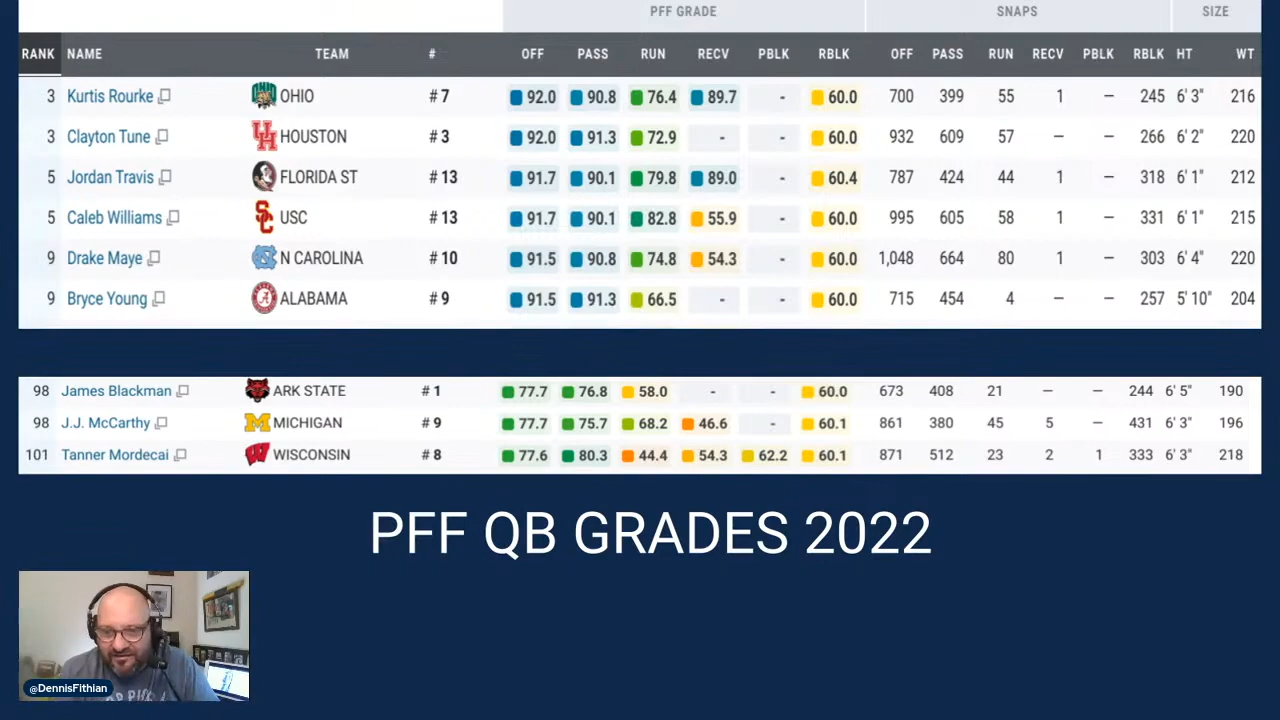 PFF GRADE SNAPS SIZE
RANK NAME TEAM # OFF PASS RUN RECV PBLK RBLK OFF PASS RUN RECV PBLK RBLK HT WT
3 Kurtis Rourke OHIO # 7 92.0 90.8 76.4 89.7 - 60.0 700 399 55 1 — 245 6' 3" 216
3 Clayton Tune HOUSTON # 3 92.0 91.3 72.9 - - 60.0 932 609 57 — — 266 6' 2" 220
5 Jordan Travis FLORIDA ST # 13 91.7 90.1 79.8 89.0 - 60.4 787 424 44 1 — 318 6' 1" 212
5 Caleb Williams USC # 13 91.7 90.1 82.8 55.9 - 60.0 995 605 58 1 — 331 6' 1" 215
9 Drake Maye N CAROLINA # 10 91.5 90.8 74.8 54.3 - 60.0 1,048 664 80 1 — 303 6' 4" 220
9 Bryce Young ALABAMA # 9 91.5 91.3 66.5 - - 60.0 715 454 4 — — 257 5' 10" 204
98 James Blackman ARK STATE # 1 77.7 76.8 58.0 - - 60.0 673 408 21 — — 244 6' 5" 190
98 J.J. McCarthy MICHIGAN # 9 77.7 75.7 68.2 46.6 - 60.1 861 380 45 5 — 431 6' 3" 196
101 Tanner Mordecai WISCONSIN # 8 77.6 80.3 44.4 54.3 62.2 60.1 871 512 23 2 1 333 6' 3" 218
PFF QB GRADES 2022
@DennisFithian